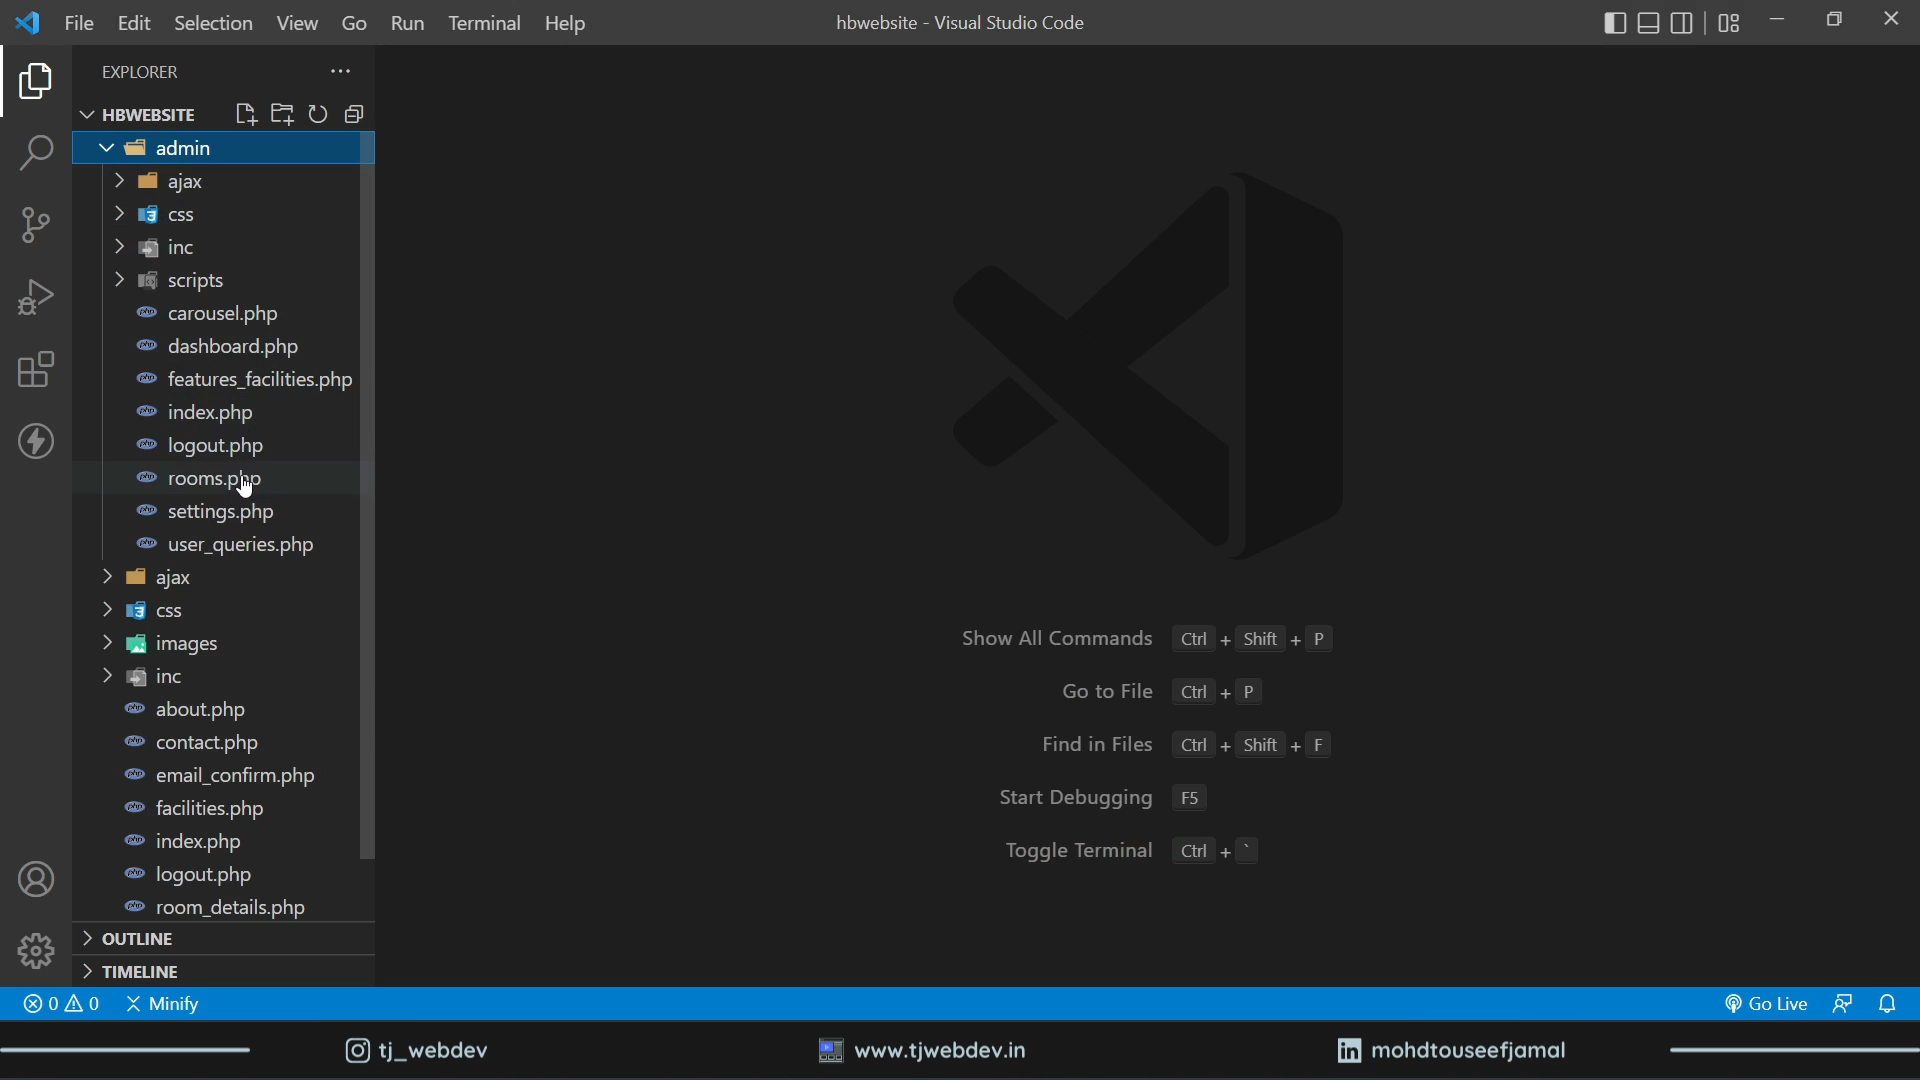 File Edit Selection View Go Run Terminal Help
hbwebsite - Visual Studio Code
EXPLORER
HBWEBSITE
admin
ajax
css
inc
scripts
carousel.php
dashboard.php
features_facilities.php
index.php
logout.php
rooms.php
settings.php
user_queries.php
ajax
css
images
inc
about.php
contact.php
email_confirm.php
facilities.php
index.php
logout.php
room_details.php
OUTLINE
TIMELINE
Show All Commands Ctrl + Shift + P
Go to File Ctrl + P
Find in Files Ctrl + Shift + F
Start Debugging F5
Toggle Terminal Ctrl + `
0 0 Minify
Go Live
tj_webdev
www.tjwebdev.in
mohdtouseefjamal